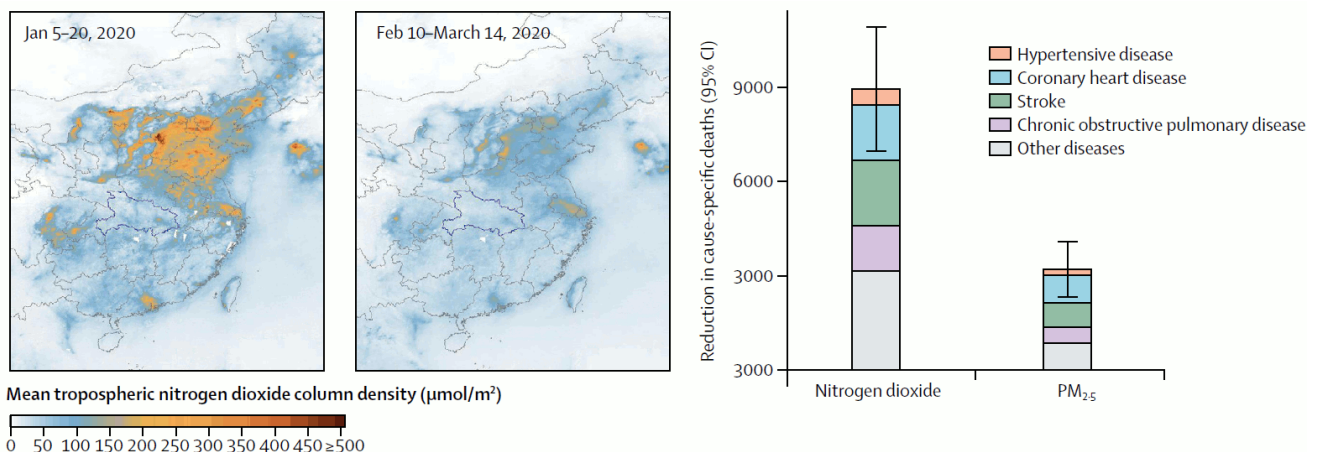 Jan 5–20, 2020
Feb 10–March 14, 2020
Mean tropospheric nitrogen dioxide column density (μmol/m²)
0 50 100 150 200 250 300 350 400 450 ≥500
Reduction in cause-specific deaths (95% CI)
9000
6000
3000
3000
Nitrogen dioxide
PM₂·₅
Hypertensive disease
Coronary heart disease
Stroke
Chronic obstructive pulmonary disease
Other diseases